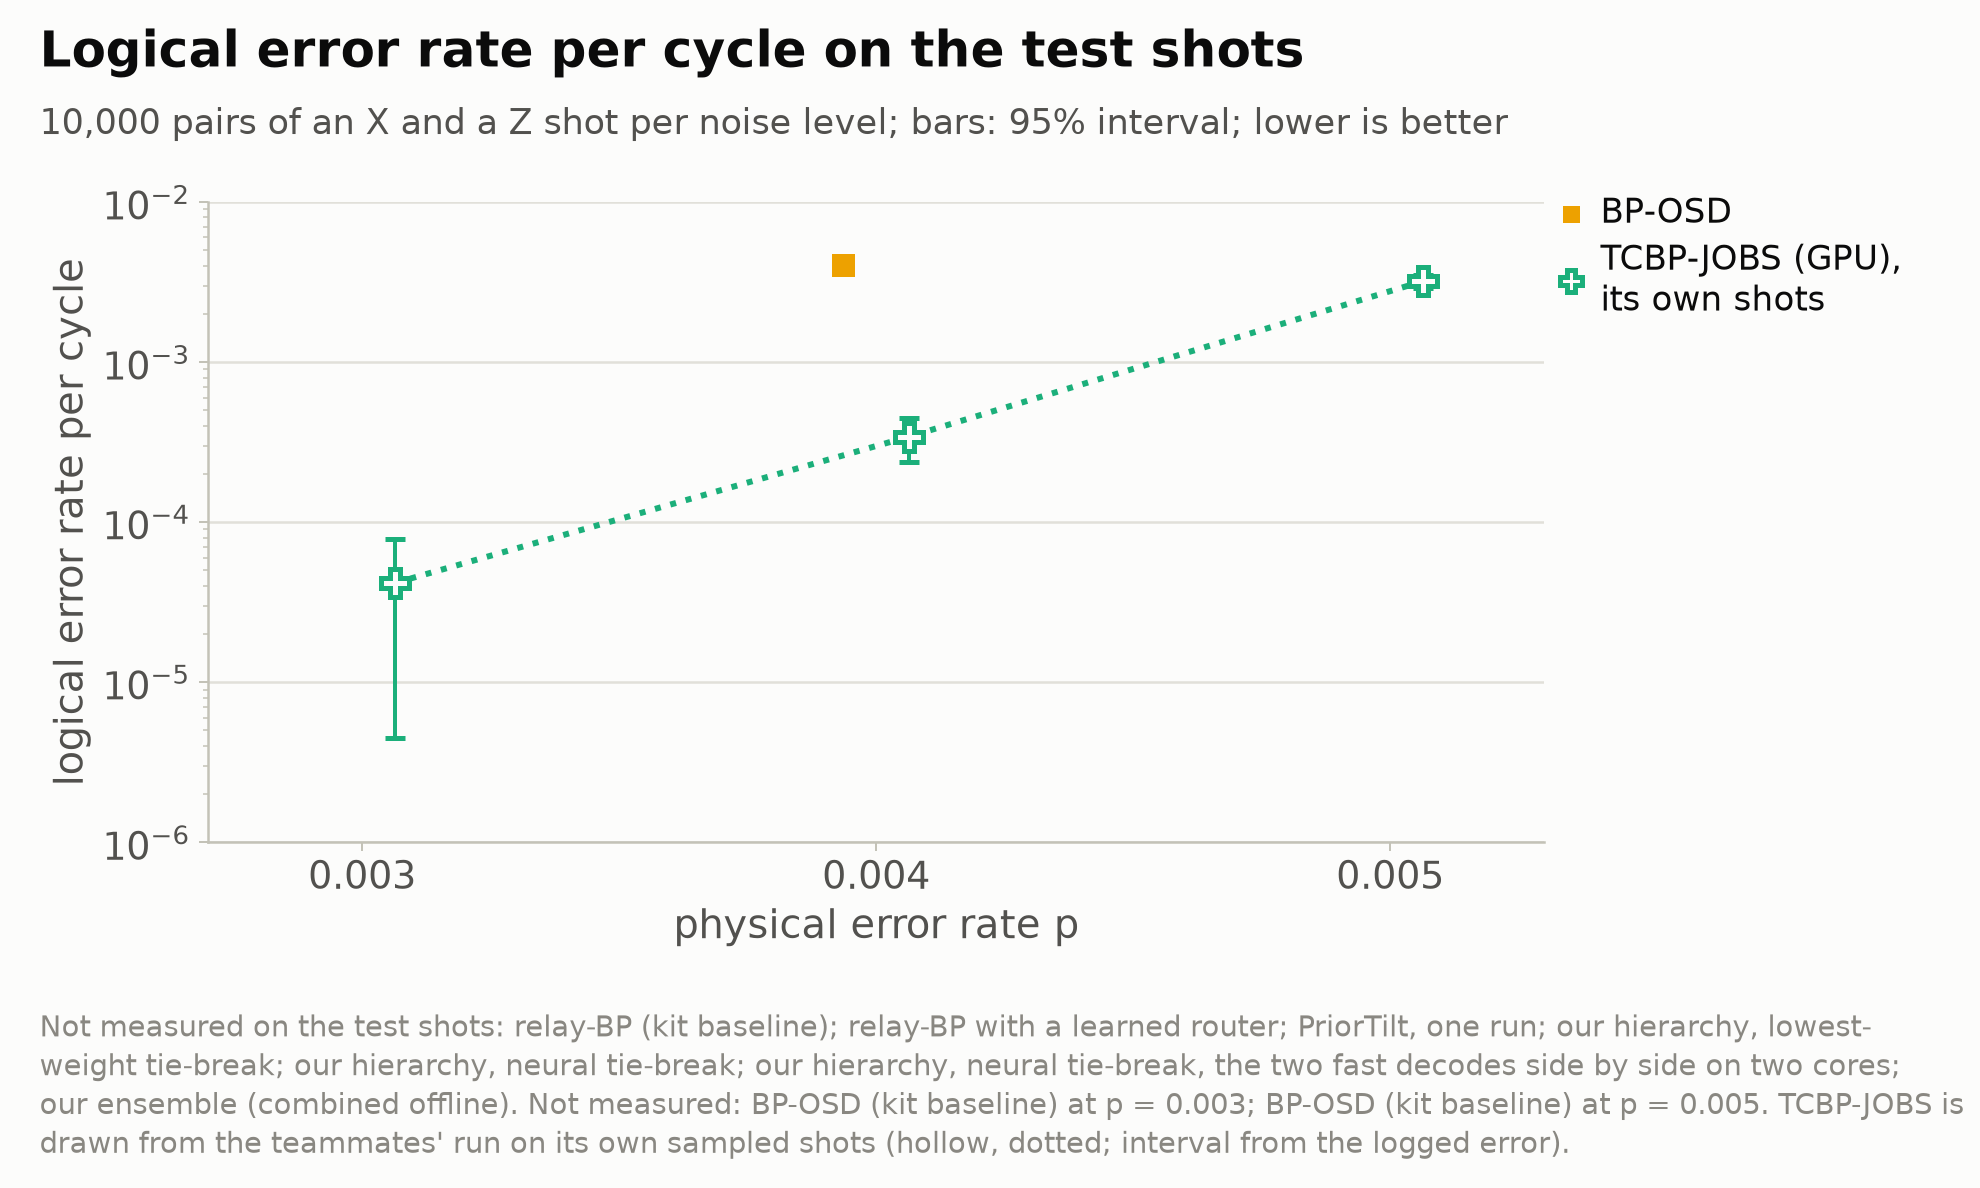 Logical error rate per cycle on the test shots
10,000 pairs of an X and a Z shot per noise level; bars: 95% interval; lower is better
logical error rate per cycle
10⁻²
10⁻³
10⁻⁴
10⁻⁵
10⁻⁶
0.003
0.004
0.005
physical error rate p
BP-OSD
TCBP-JOBS (GPU),
its own shots
Not measured on the test shots: relay-BP (kit baseline); relay-BP with a learned router; PriorTilt, one run; our hierarchy, lowest-
weight tie-break; our hierarchy, neural tie-break; our hierarchy, neural tie-break, the two fast decodes side by side on two cores;
our ensemble (combined offline). Not measured: BP-OSD (kit baseline) at p = 0.003; BP-OSD (kit baseline) at p = 0.005. TCBP-JOBS is
drawn from the teammates' run on its own sampled shots (hollow, dotted; interval from the logged error).